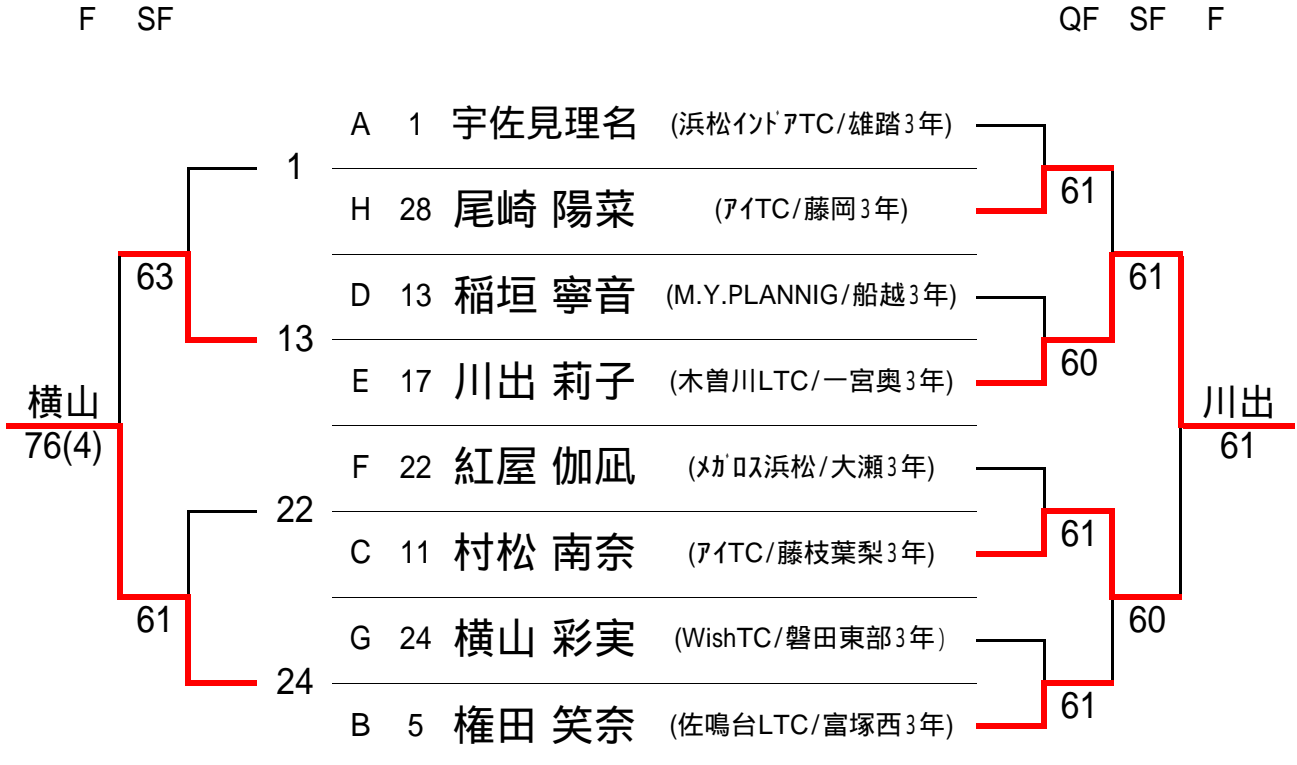 F SF QF SF F
A 1 宇佐見理名 (浜松インドアTC/雄踏3年)
1
61
H 28 尾崎 陽菜 (アイTC/藤岡3年)
63
61
D 13 稲垣 寧音 (M.Y.PLANNIG/船越3年)
13
60
E 17 川出 莉子 (木曽川LTC/一宮奥3年)
横山
川出
76(4)
61
F 22 紅屋 伽凪 (メガロス浜松/大瀬3年)
22
61
C 11 村松 南奈 (アイTC/藤枝葉梨3年)
61
60
G 24 横山 彩実 (WishTC/磐田東部3年)
24
61
B 5 権田 笑奈 (佐鳴台LTC/富塚西3年)